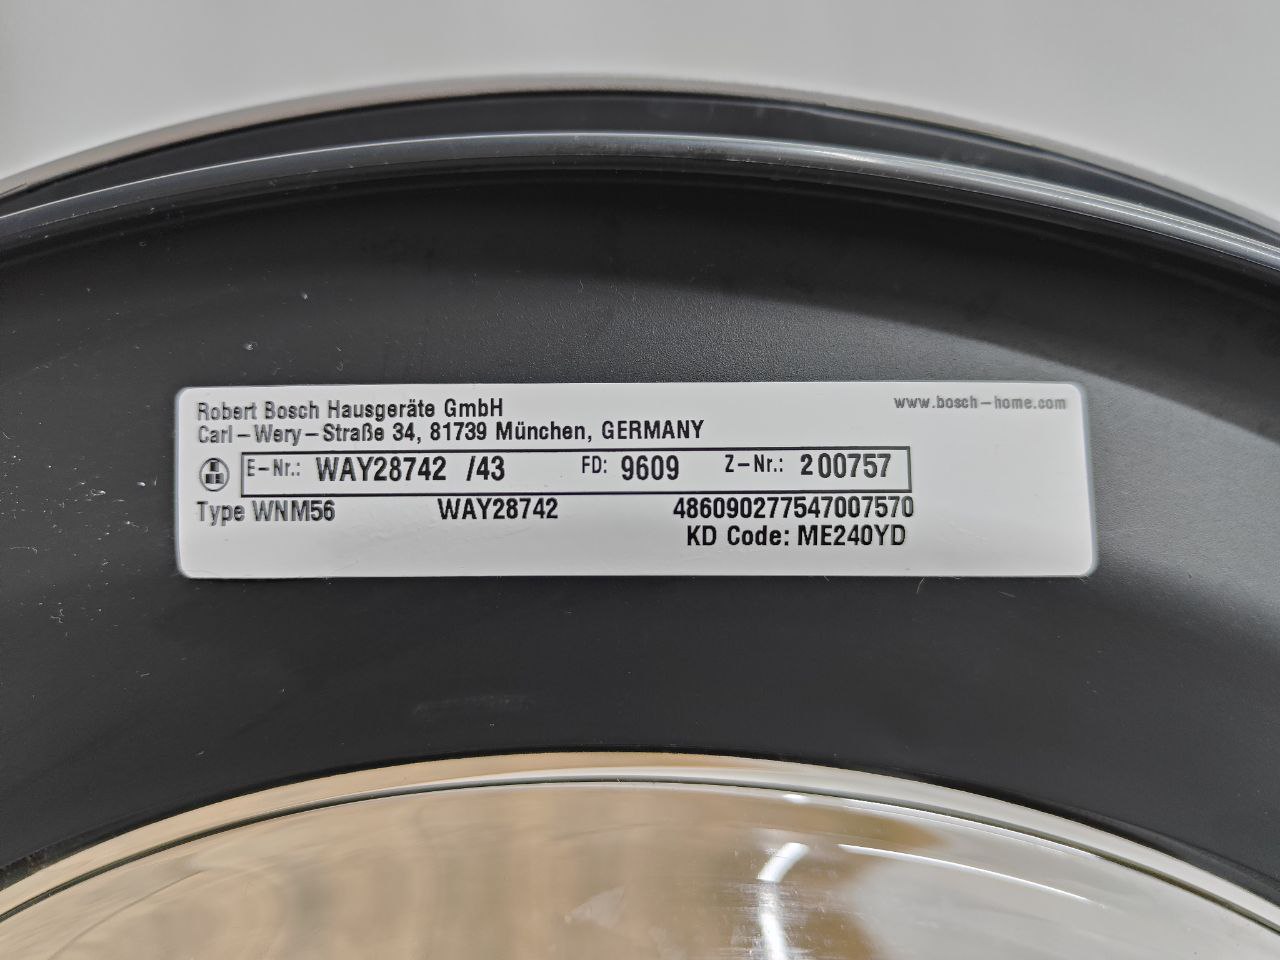 Robert Bosch Hausgeräte GmbH
www.bosch-home.com
Carl-Wery-Straße 34, 81739 München, GERMANY
E-Nr.: WAY28742 /43 FD: 9609 Z-Nr.: 200757
Type WNM56 WAY28742 486090277547007570
KD Code: ME240YD